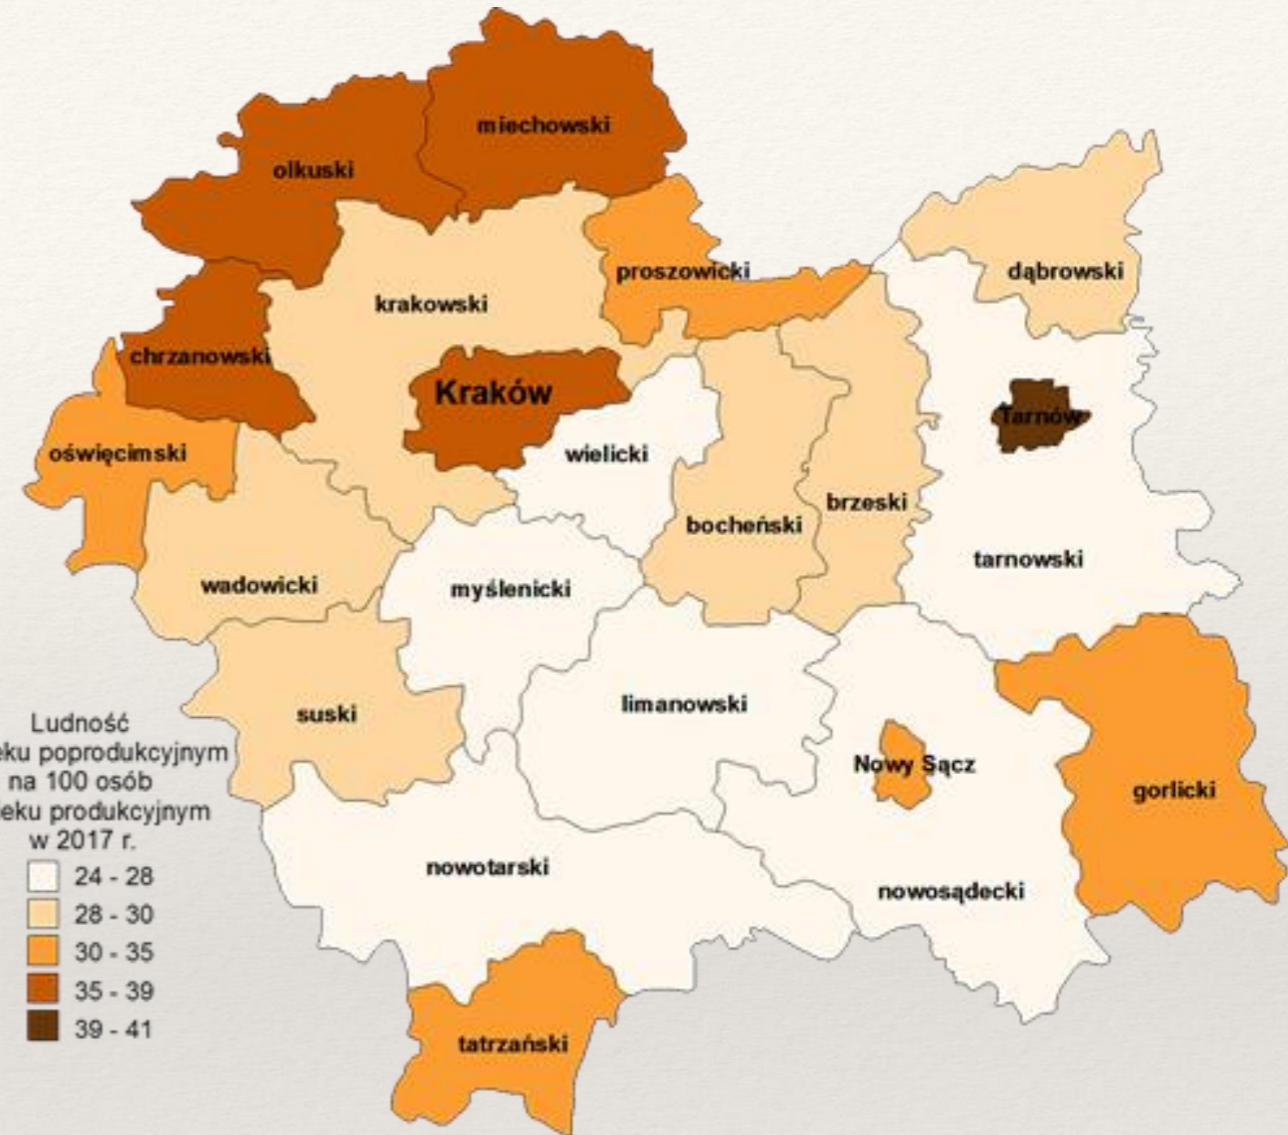 miechowski
olkuski
proszowicki
dąbrowski
krakowski
chrzanowski
Kraków
Tarnów
oświęcimski
wielicki
brzeski
bocheński
tarnowski
wadowicki
myślenicki
limanowski
suski
Nowy Sącz
gorlicki
nowotarski
nowosądecki
tatrzański
Ludność
poprodukcyjnym
na 100 osób
produkcyjnym
w 2017 r.
24 - 28
28 - 30
30 - 35
35 - 39
39 - 41